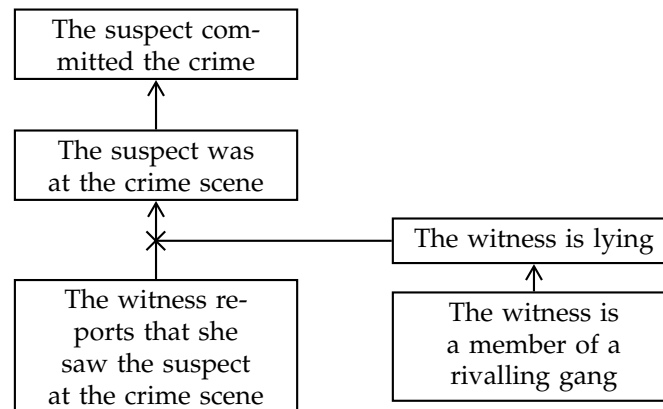 The suspect com-
mitted the crime
The suspect was
at the crime scene
The witness is lying
The witness re-
ports that she
saw the suspect
at the crime scene
The witness is
a member of a
rivalling gang